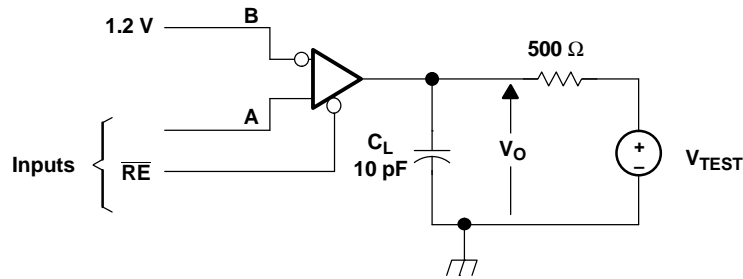 B
1.2 V
500 Ω
A
Inputs
RE
C_L
10 pF
V_O
+
–
V_TEST